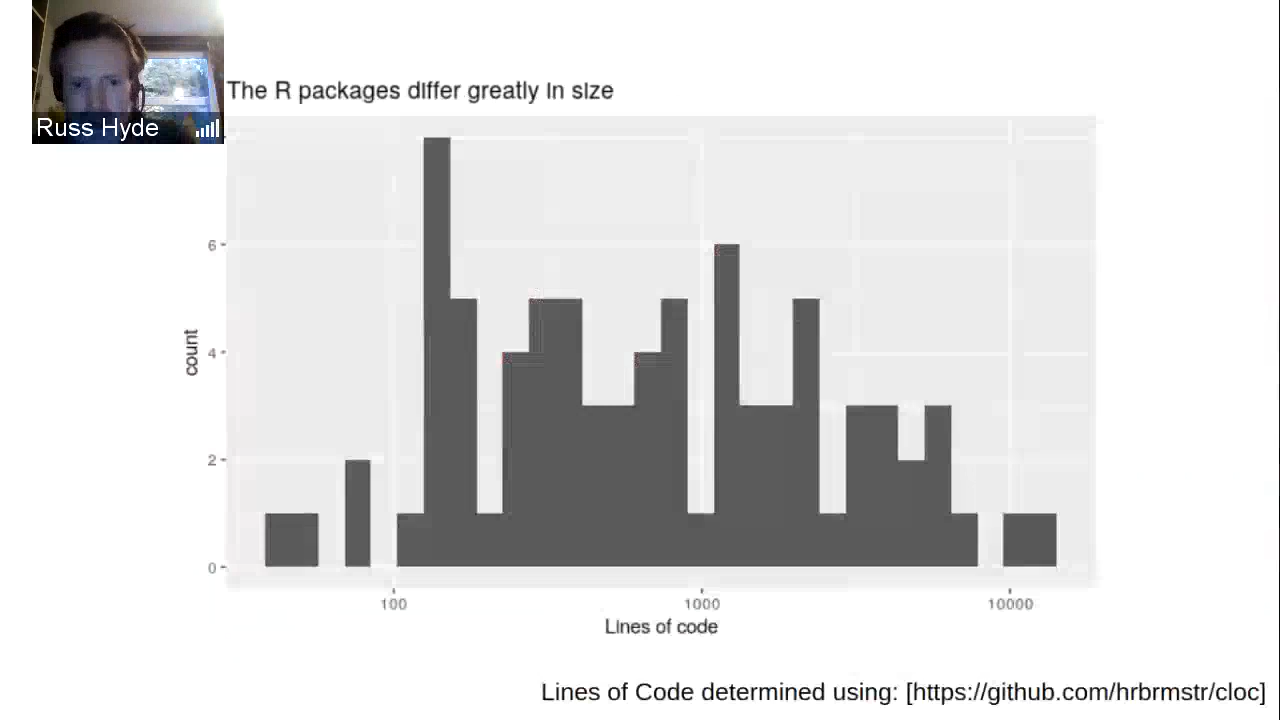 The R packages differ greatly in size
Russ Hyde
6
4
2
0
count
100 1000 10000
Lines of code
Lines of Code determined using: [https://github.com/hrbrmstr/cloc]